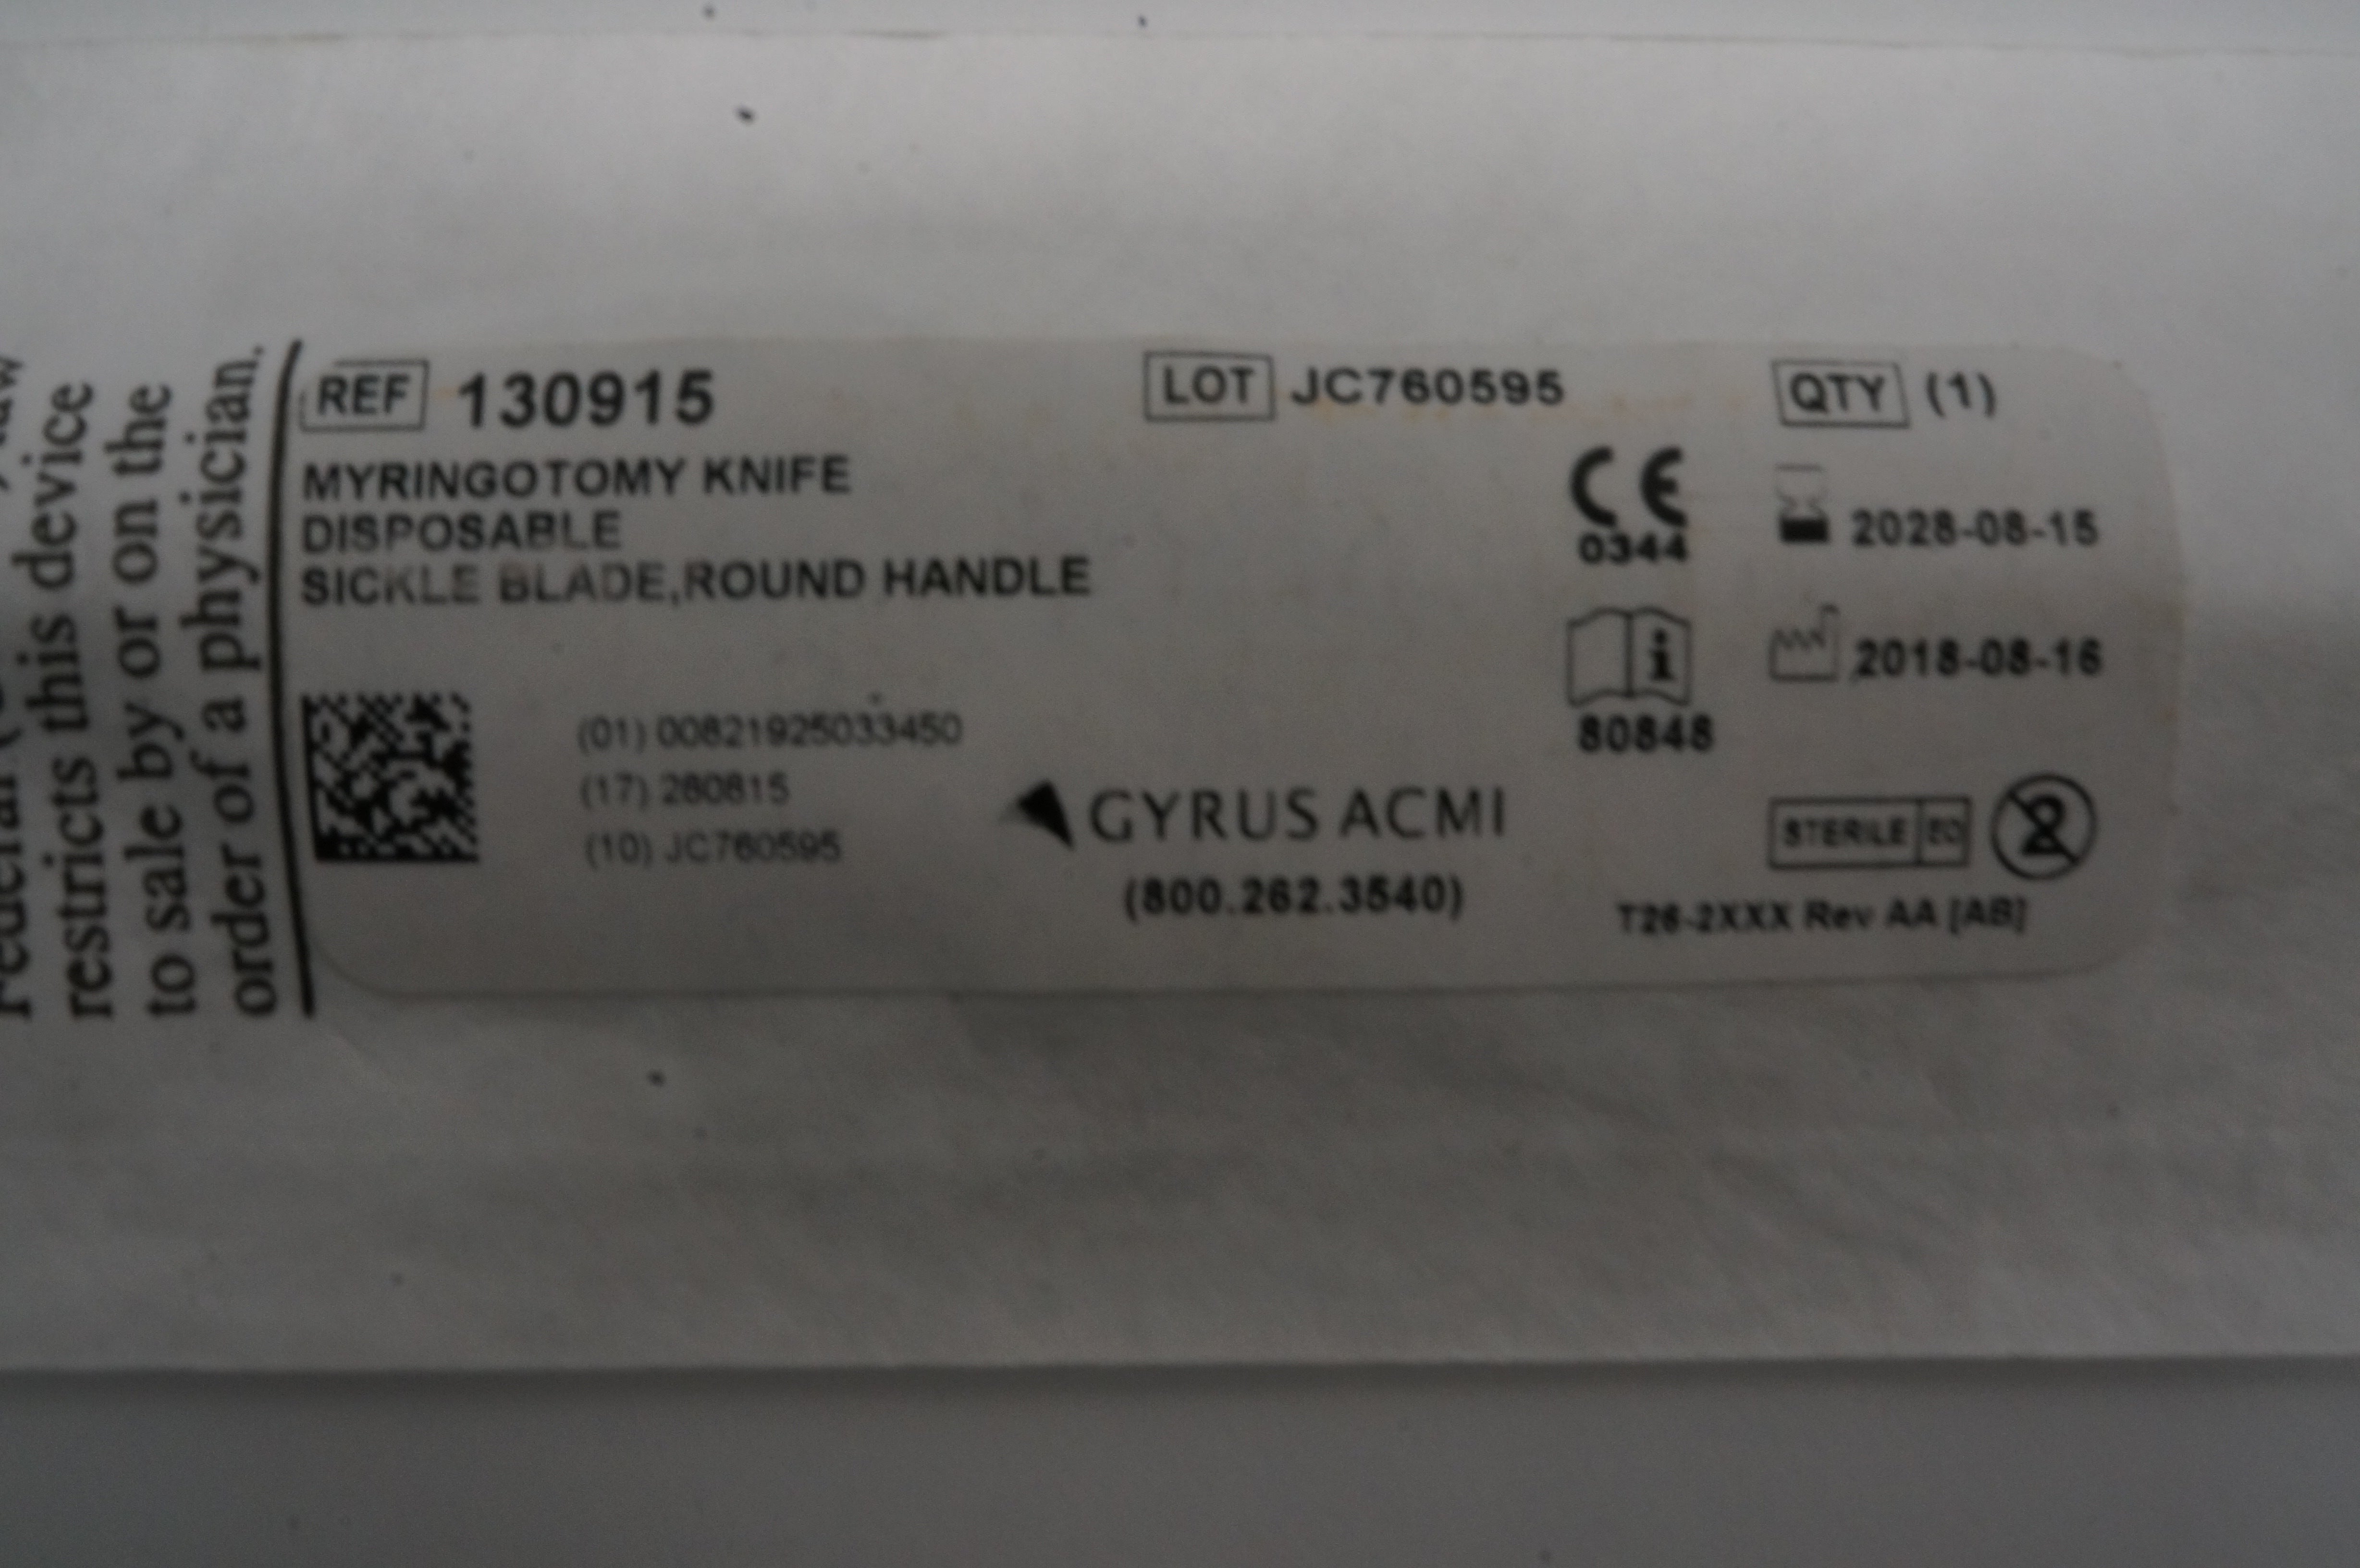 restricts this device
to sale by or on the
order of a physician.
REF 130915
LOT JC760595
QTY (1)
MYRINGOTOMY KNIFE
DISPOSABLE
SICKLE BLADE,ROUND HANDLE
CE
0344
2028-08-15
2018-08-16
i
80848
(01) 00821925033450
(17) 280815
(10) JC760595
GYRUS ACMI
(800.262.3540)
STERILE EO
2
T26-2XXX Rev AA [AB]